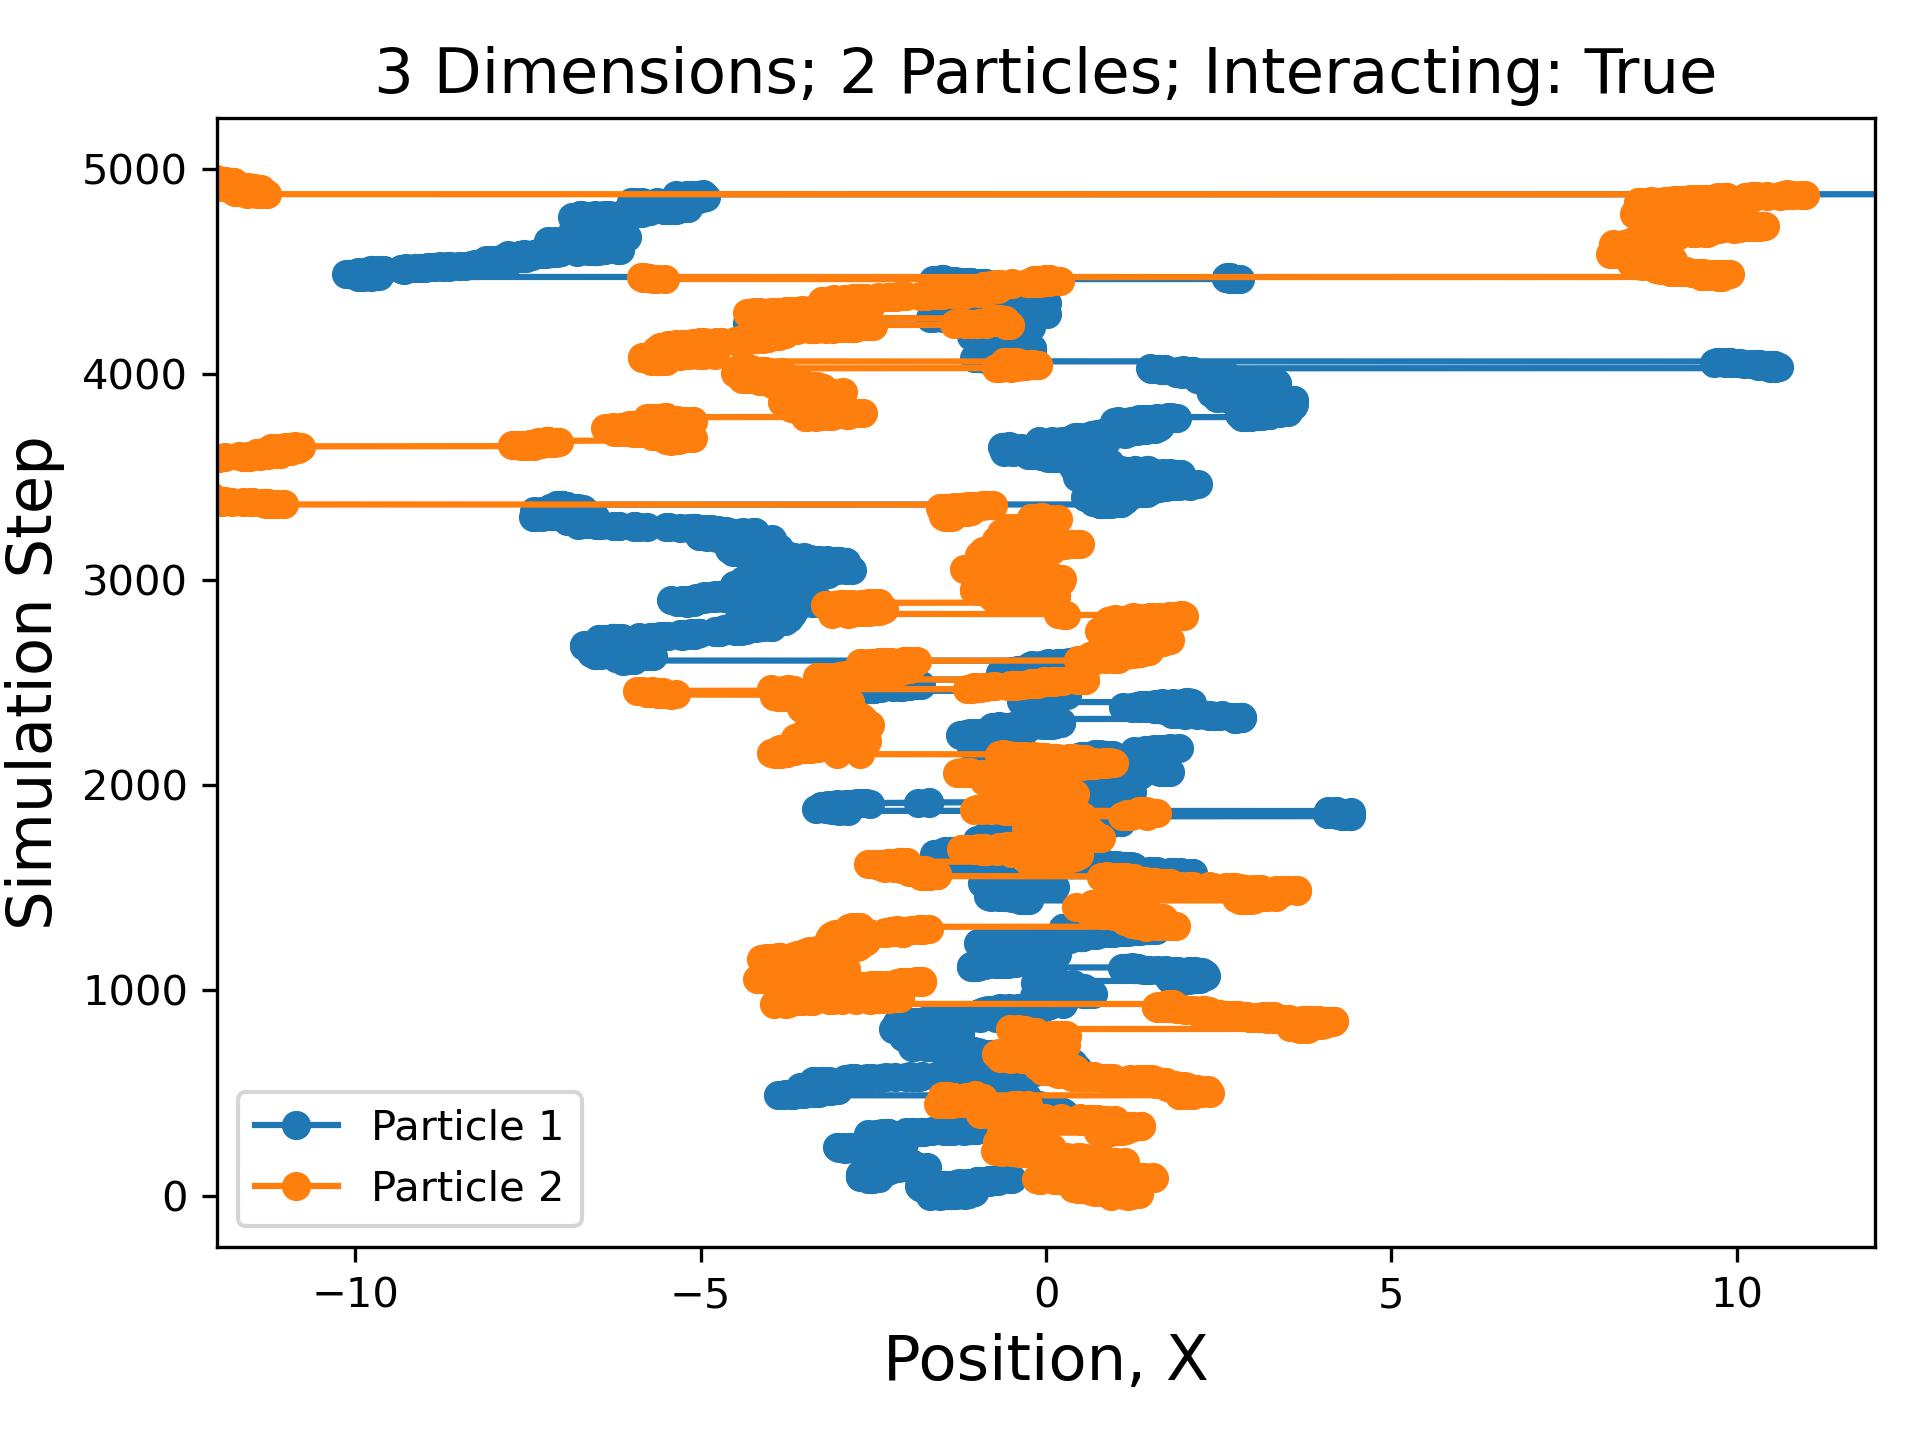 3 Dimensions; 2 Particles; Interacting: True
Simulation Step
5000
4000
3000
2000
1000
0
Particle 1
Particle 2
−10
−5
0
5
10
Position, X